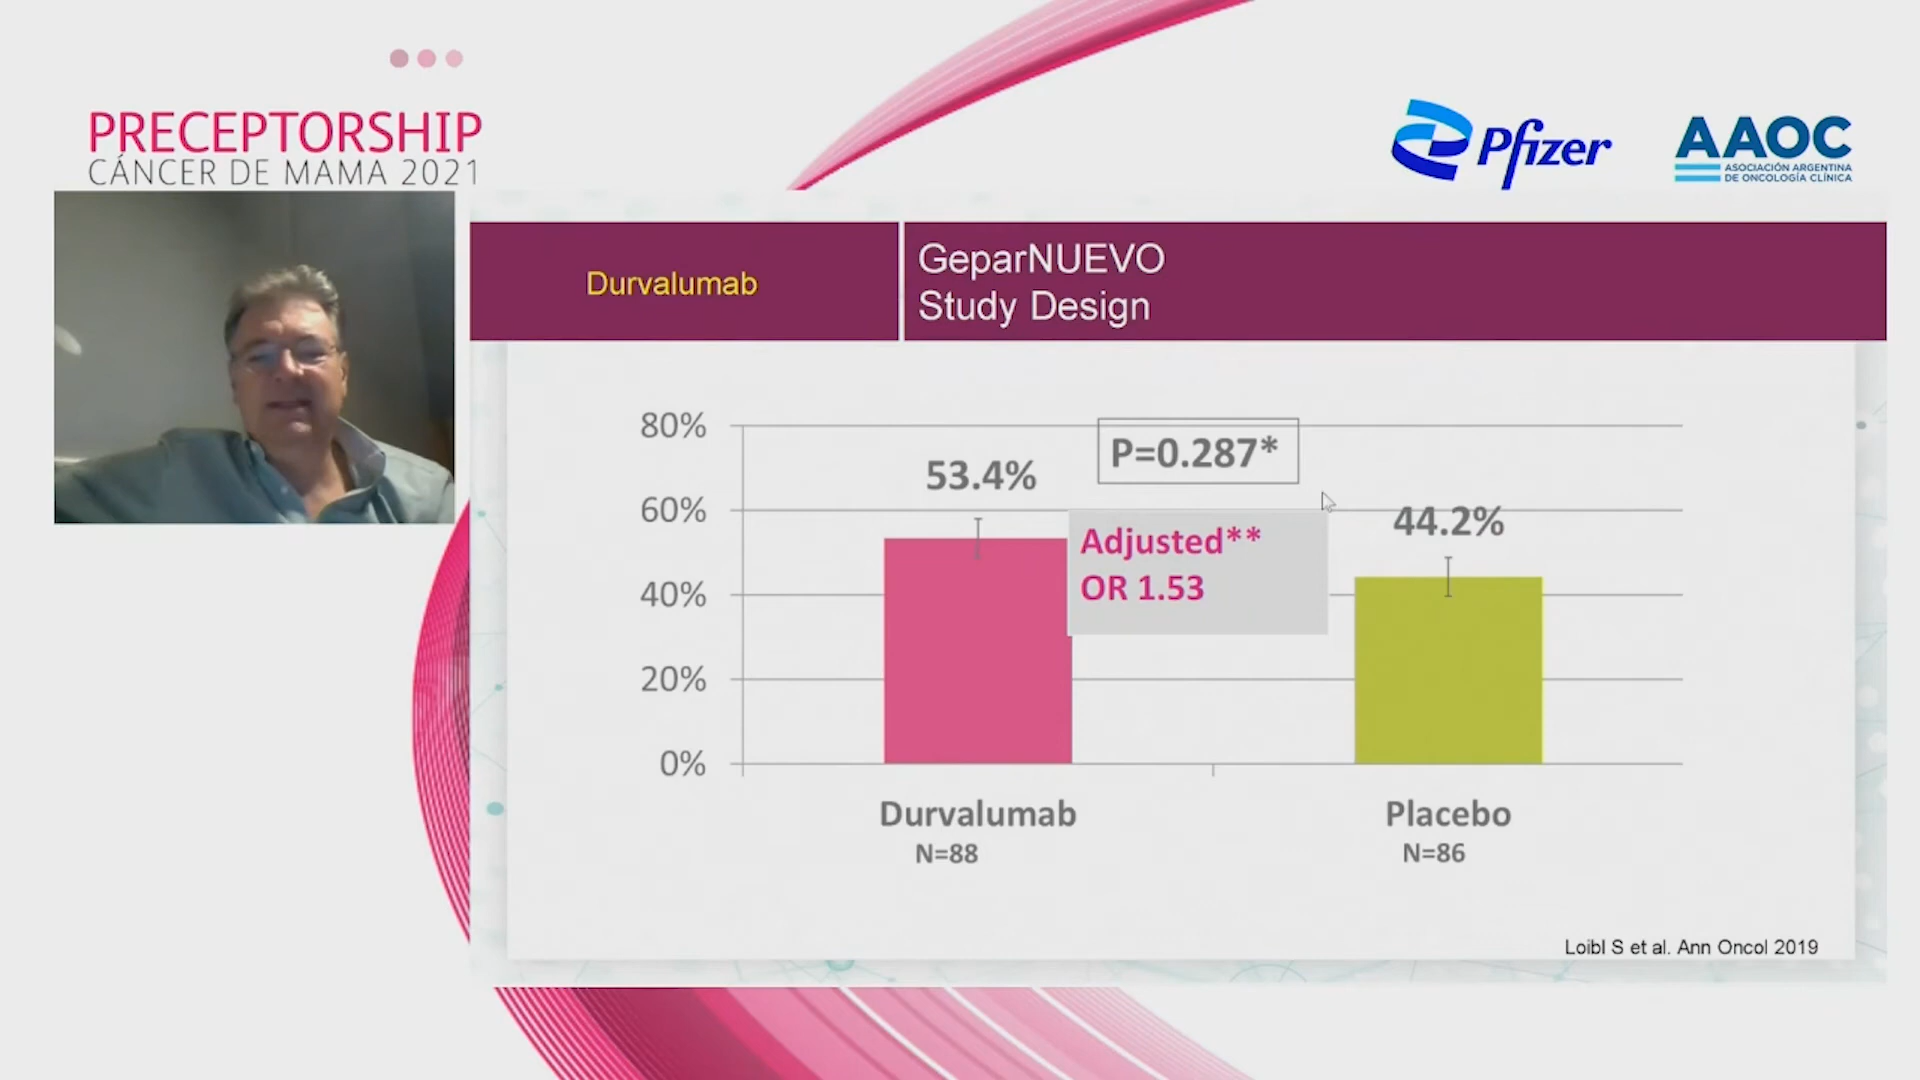 PRECEPTORSHIP
CÁNCER DE MAMA 2021
Pfizer
AAOC
ASOCIACIÓN ARGENTINA
DE ONCOLOGÍA CLÍNICA
Durvalumab
GeparNUEVO
Study Design
80%
60%
40%
20%
0%
53.4%
P=0.287*
Adjusted**
OR 1.53
44.2%
Durvalumab
N=88
Placebo
N=86
Loibl S et al. Ann Oncol 2019